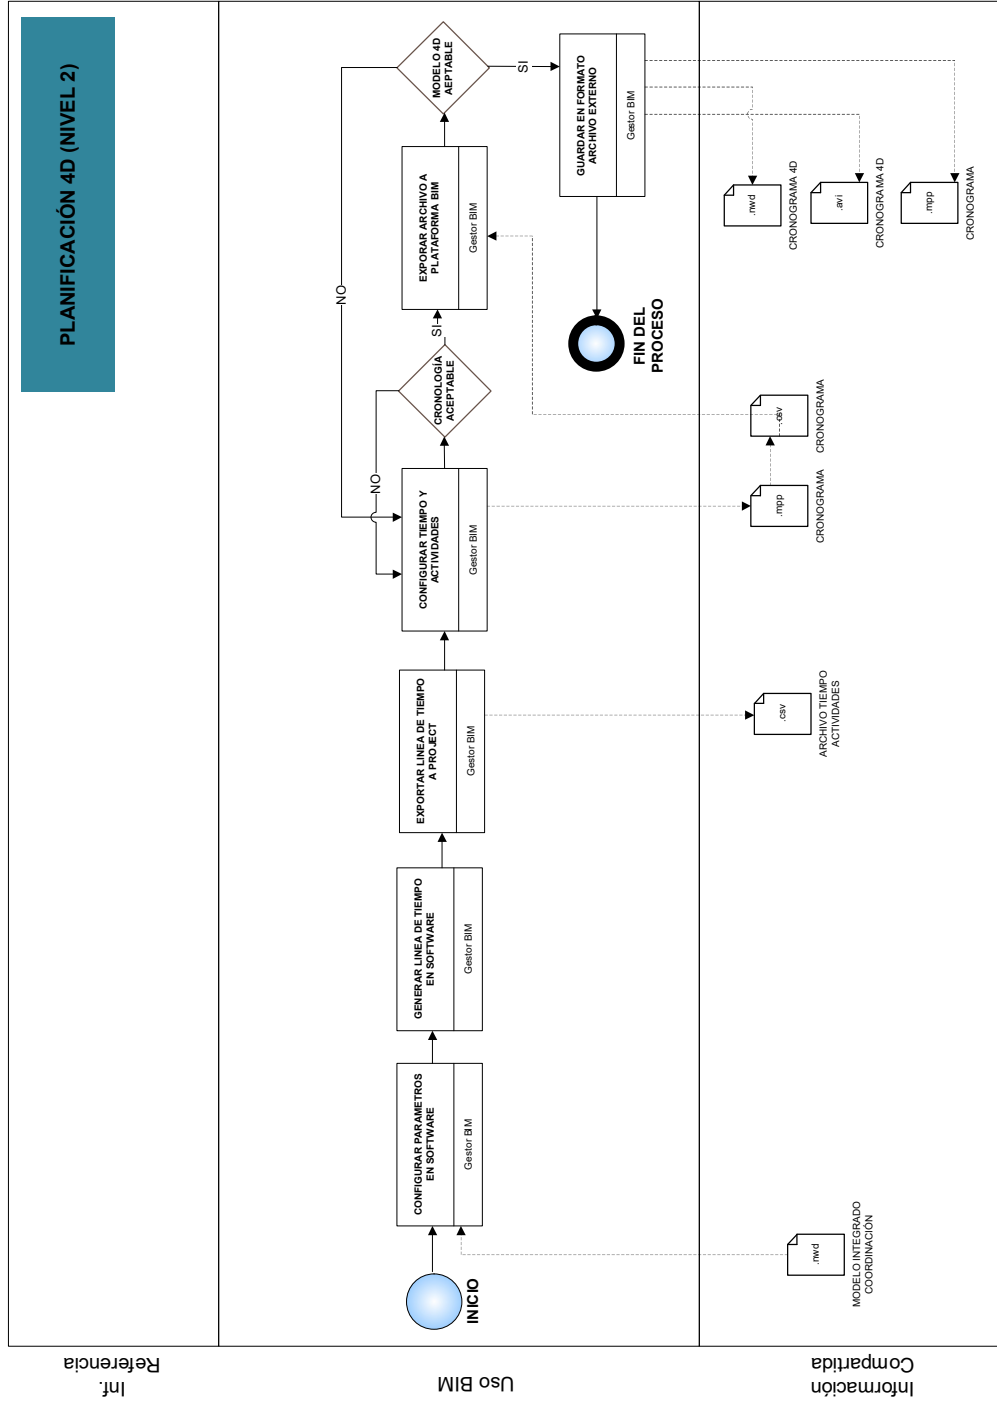 PLANIFICACIÓN 4D (NIVEL 2)
Inf.
Referencia
Uso BIM
Información
Compartida
INICIO
CONFIGURAR PARAMETROS
EN SOFTWARE
Gestor BIM
GENERAR LINEA DE TIEMPO
EN SOFTWARE
Gestor BIM
EXPORTAR LINEA DE TIEMPO
A PROJECT
Gestor BIM
CONFIGURAR TIEMPO Y
ACTIVIDADES
Gestor BIM
CRONOLOGÍA
ACEPTABLE
NO
SI
EXPORAR ARCHIVO A
PLATAFORMA BIM
Gestor BIM
MODELO 4D
AEPTABLE
NO
SI
GUARDAR EN FORMATO
ARCHIVO EXTERNO
Gestor BIM
FIN DEL
PROCESO
.nwd
MODELO INTEGRADO
COORDINACIÓN
.csv
ARCHIVO TIEMPO
ACTIVIDADES
.mpp
CRONOGRAMA
.csv
CRONOGRAMA
.nwd
CRONOGRAMA 4D
.avi
CRONOGRAMA 4D
.mpp
CRONOGRAMA